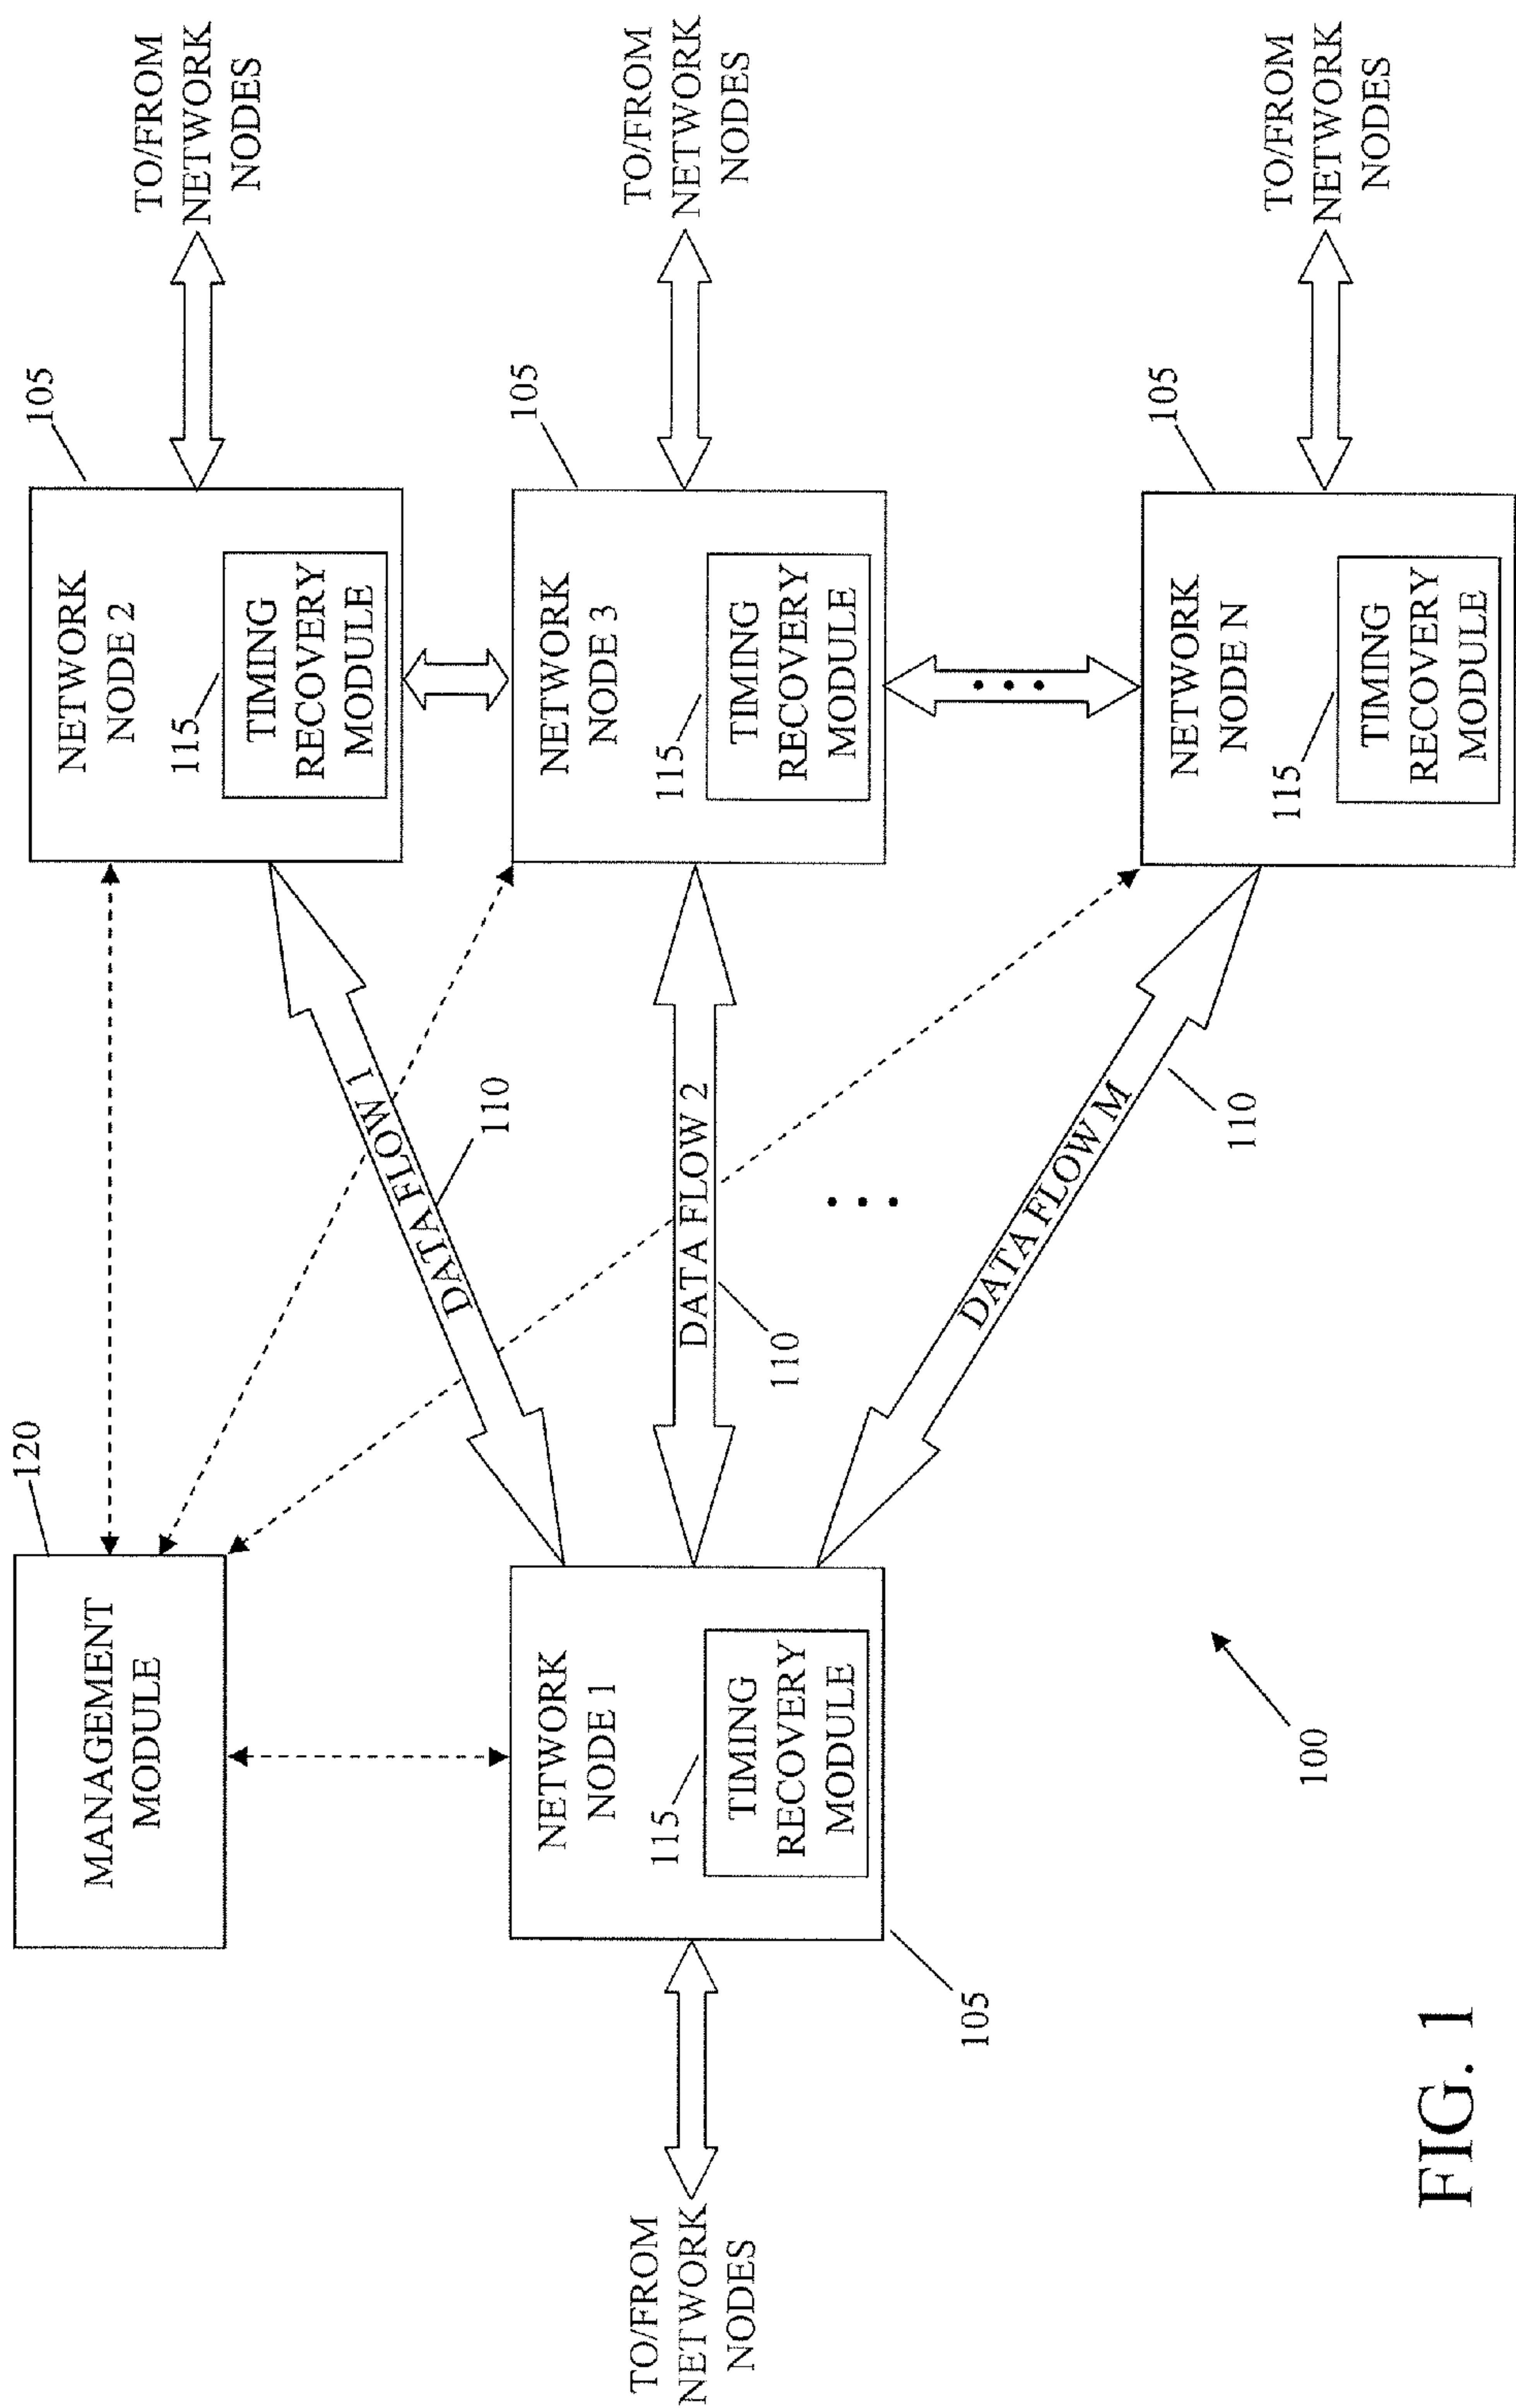 120
MANAGEMENT
MODULE
NETWORK
NODE 2
105
115
TIMING
RECOVERY
MODULE
TO/FROM
NETWORK
NODES
DATA FLOW 1
110
TO/FROM
NETWORK
NODES
NETWORK
NODE 1
115
TIMING
RECOVERY
MODULE
105
DATA FLOW 2
110
NETWORK
NODE 3
105
115
TIMING
RECOVERY
MODULE
TO/FROM
NETWORK
NODES
DATA FLOW M
110
NETWORK
NODE N
105
115
TIMING
RECOVERY
MODULE
TO/FROM
NETWORK
NODES
100
FIG. 1